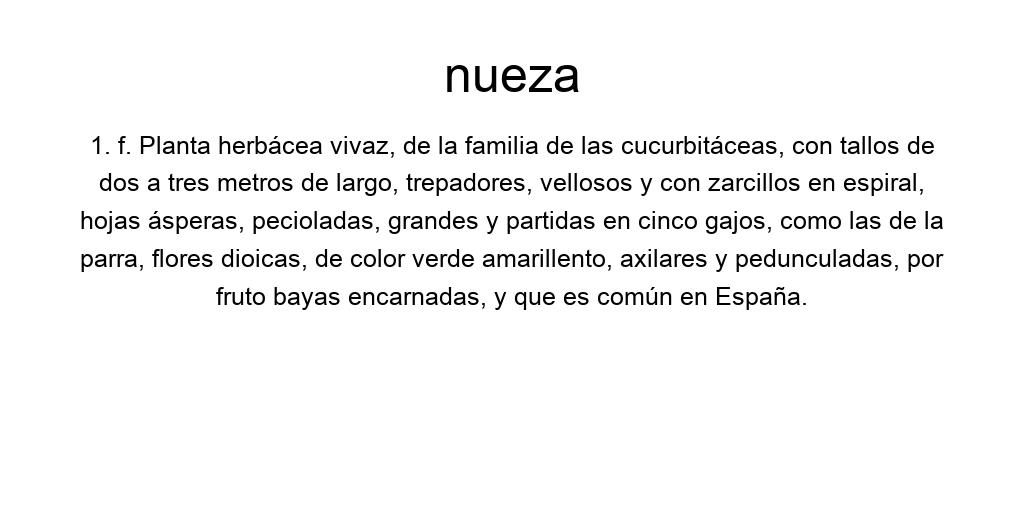 nueza
1. f. Planta herbácea vivaz, de la familia de las cucurbitáceas, con tallos de
dos a tres metros de largo, trepadores, vellosos y con zarcillos en espiral,
hojas ásperas, pecioladas, grandes y partidas en cinco gajos, como las de la
parra, flores dioicas, de color verde amarillento, axilares y pedunculadas, por
fruto bayas encarnadas, y que es común en España.